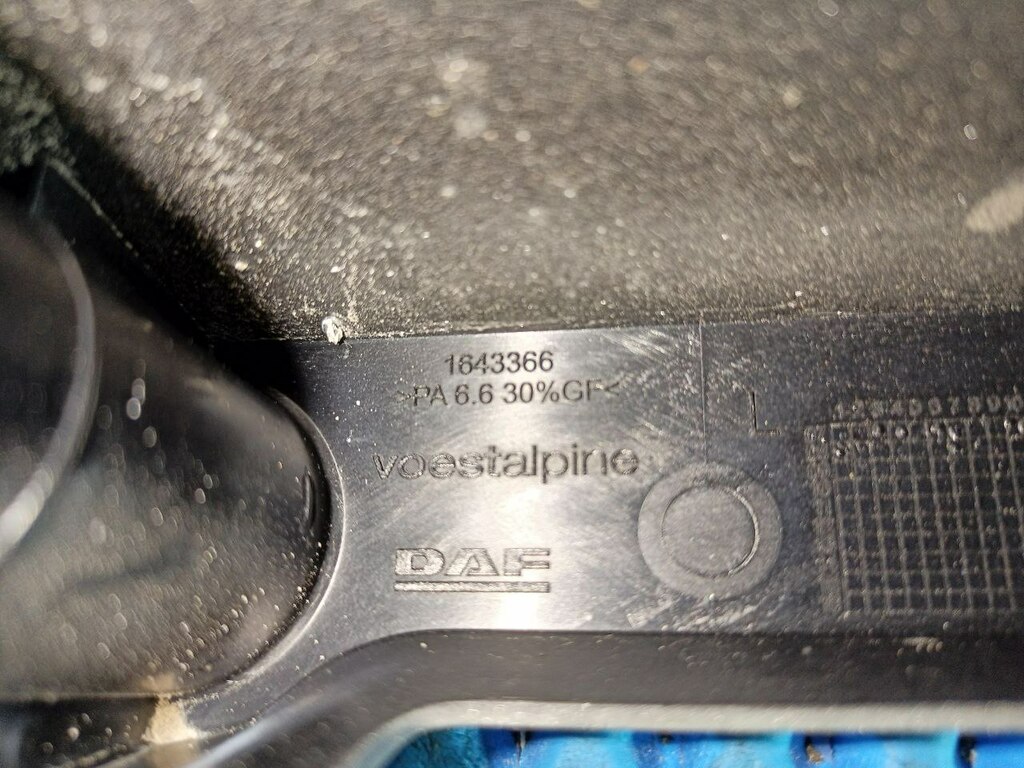 1643366
>PA 6.6 30%GF<
voestalpine
DAF
L